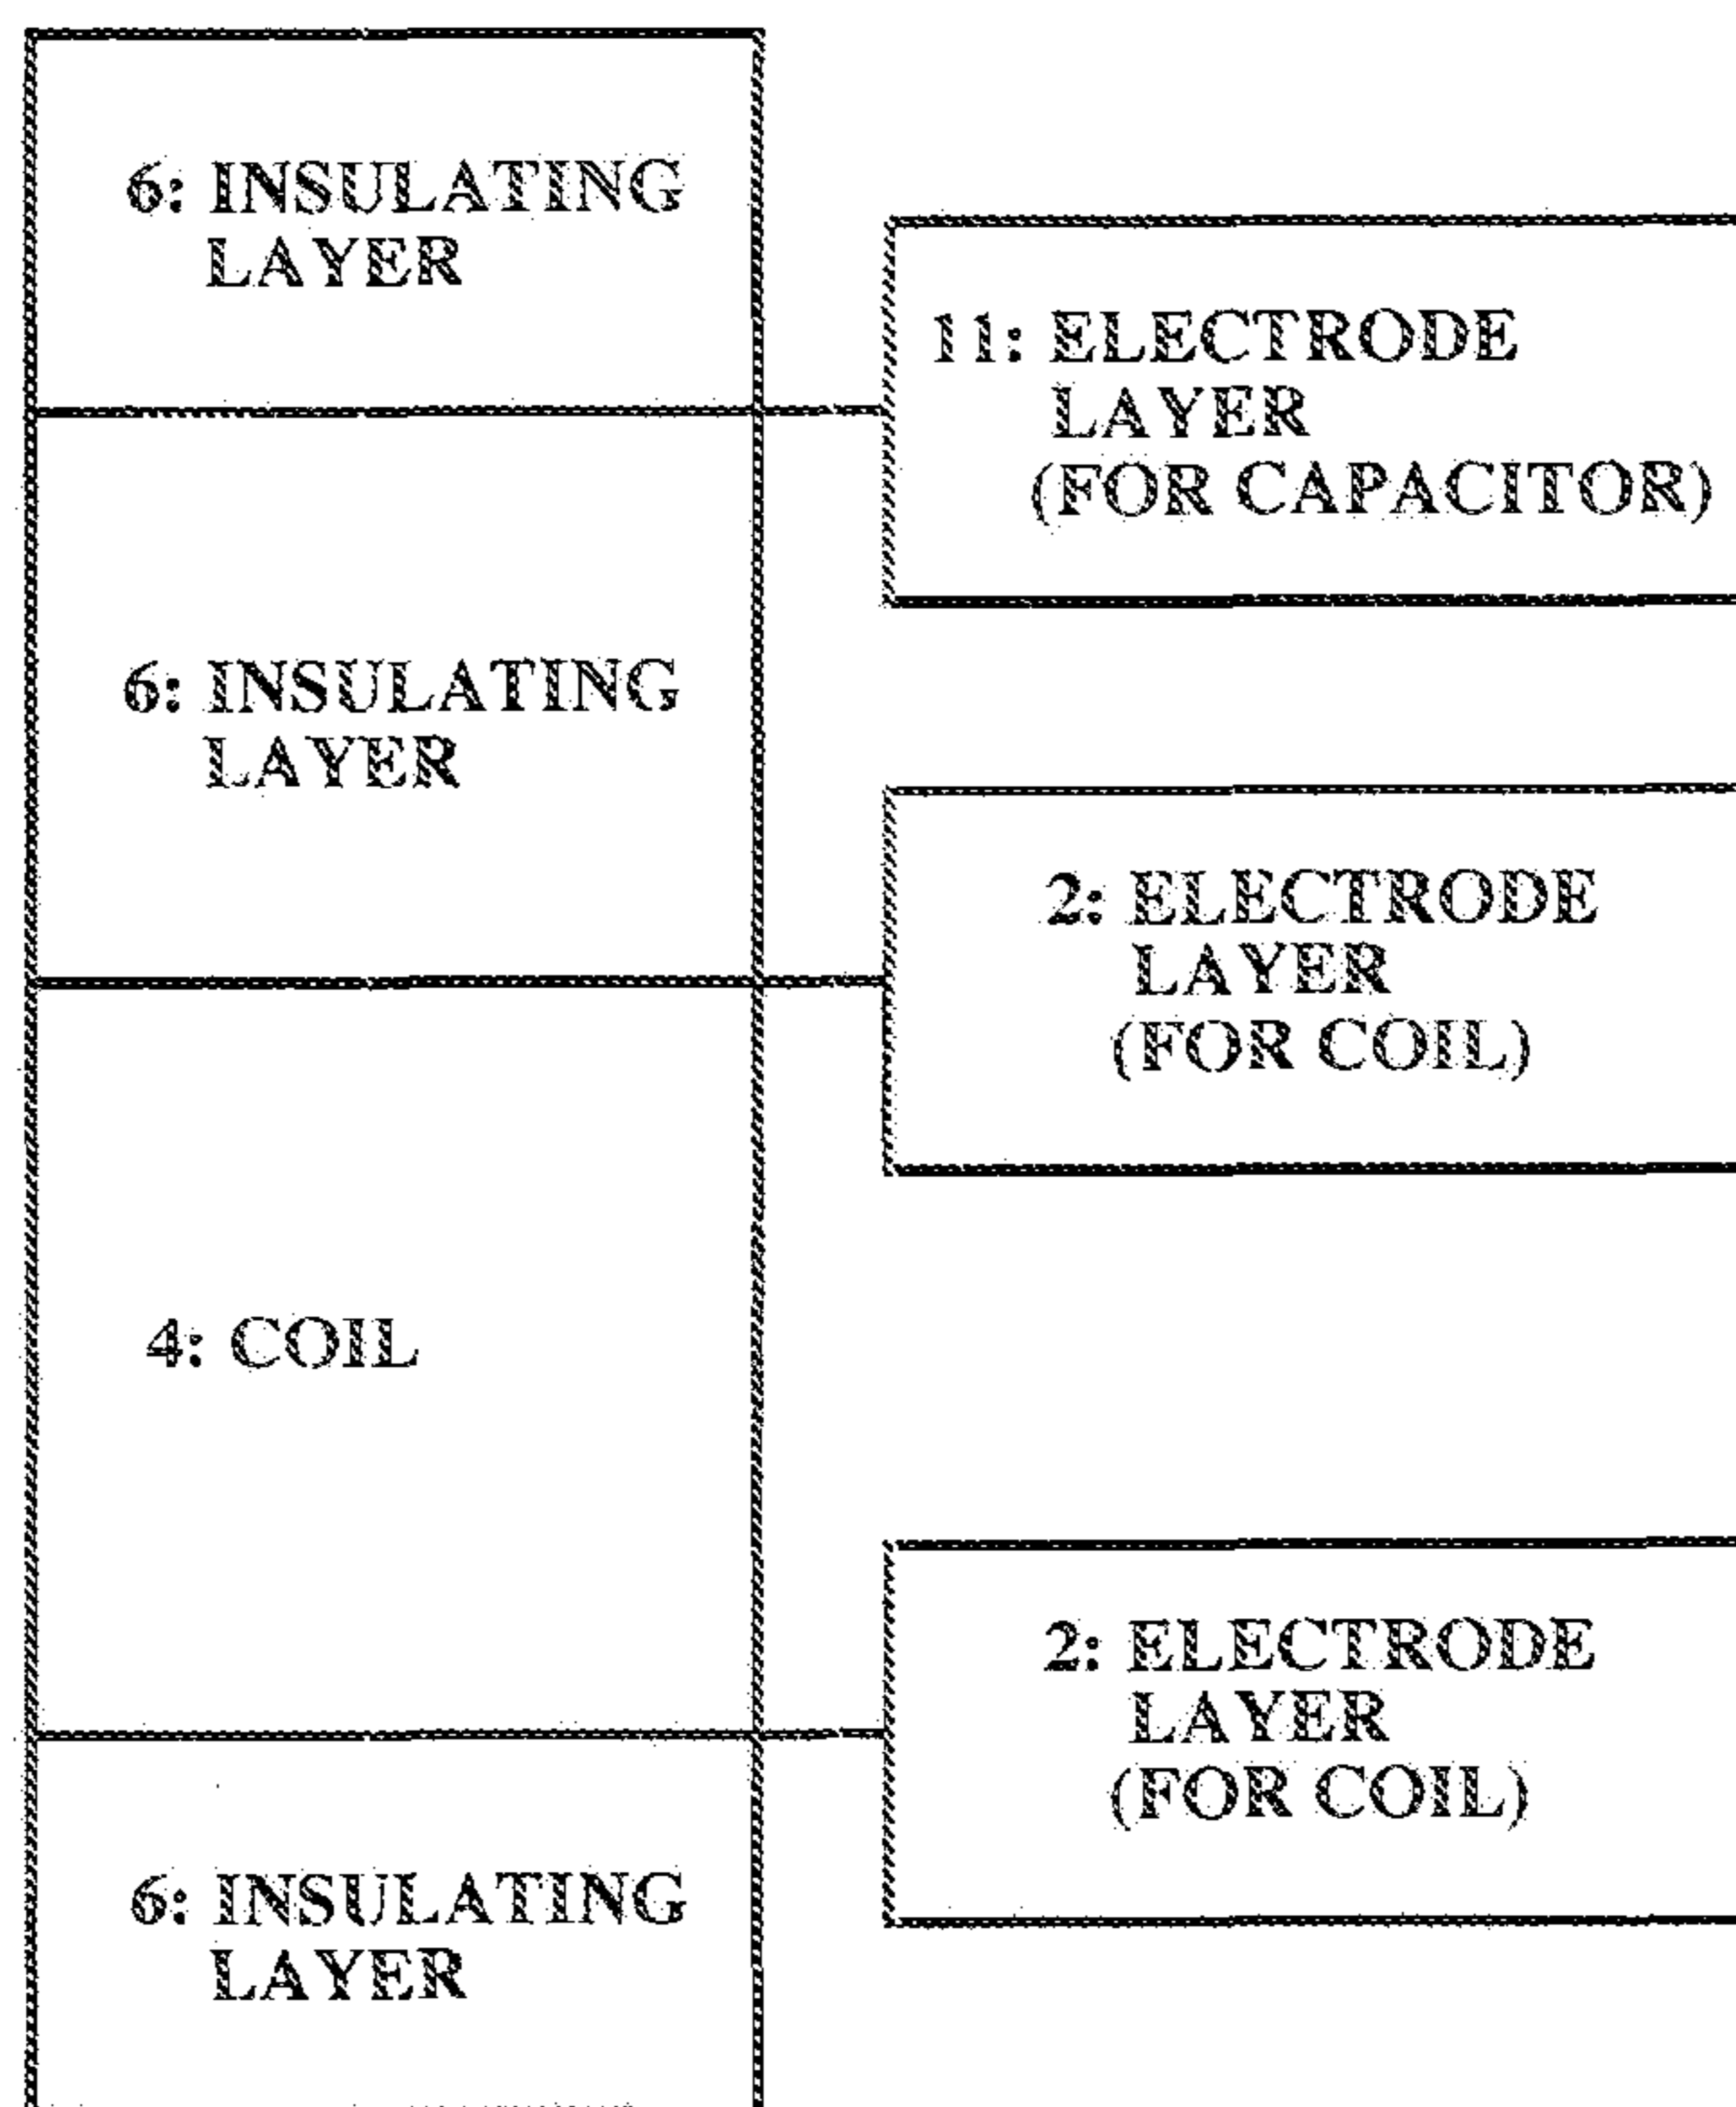 6: INSULATING
LAYER
11: ELECTRODE
LAYER
(FOR CAPACITOR)
6: INSULATING
LAYER
2: ELECTRODE
LAYER
(FOR COIL)
4: COIL
2: ELECTRODE
LAYER
(FOR COIL)
6: INSULATING
LAYER